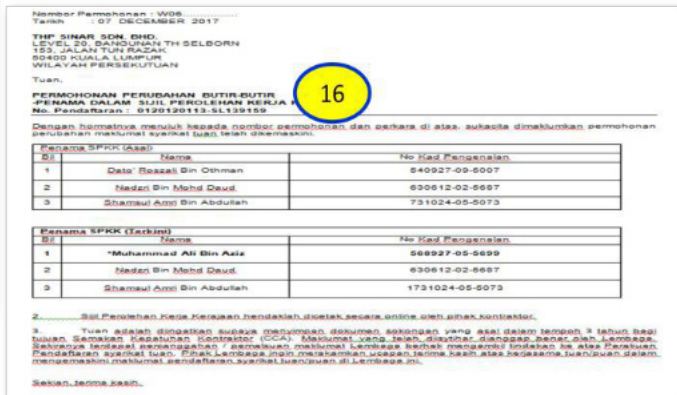 Nombor Permohonan : W06................
Tarikh : 07 DECEMBER 2017
THP SINAR SDN. BHD.
LEVEL 20, BANGUNAN TH SELBORN
153, JALAN TUN RAZAK
50400 KUALA LUMPUR
WILAYAH PERSEKUTUAN
Tuan,
PERMOHONAN PERUBAHAN BUTIR-BUTIR
-PENAMA DALAM SIJIL PEROLEHAN KERJA
16
No. Pendaftaran : 0120120113-SL139159
Dengan hormatnya merujuk kepada nombor permohonan dan perkara di atas, sukacita dimaklumkan permohonan
perubahan maklumat syarikat tuan telah dikemaskini.
Penama SPKK (Asal)
Bil Nama No Kad Pengenalan
1 Dato' Roszali Bin Othman 540927-09-5007
2 Nadzri Bin Mohd Daud 630612-02-6687
3 Shamsul Amri Bin Abdullah 731024-05-5073
Penama SPKK (Terkini)
Bil Nama No Kad Pengenalan
1 *Muhammad Ali Bin Aziz 568927-05-5699
2 Nadzri Bin Mohd Daud 630612-02-6687
3 Shamsul Amri Bin Abdullah 1731024-05-5073
2. Sijil Perolehan Kerja Kerajaan hendaklah dicetak secara online oleh pihak kontraktor.
3. Tuan adalah diingatkan supaya menyimpan dokumen sokongan yang asal dalam tempoh 3 tahun bagi
tujuan Semakan Kepatuhan Kontraktor (CCA). Maklumat yang telah disytihar dianggap benar oleh Lembaga.
Sekiranya terdapat percanggahan / pemalsuan maklumat Lembaga berhak mengambil tindakan ke atas Perakuan
Pendaftaran syarikat tuan. Pihak Lembaga ingin merakamkan ucapan terima kasih atas kerjasama tuan/puan dalam
mengemaskini maklumat pendaftaran syarikat tuan/puan di Lembaga ini.
Sekian, terima kasih.